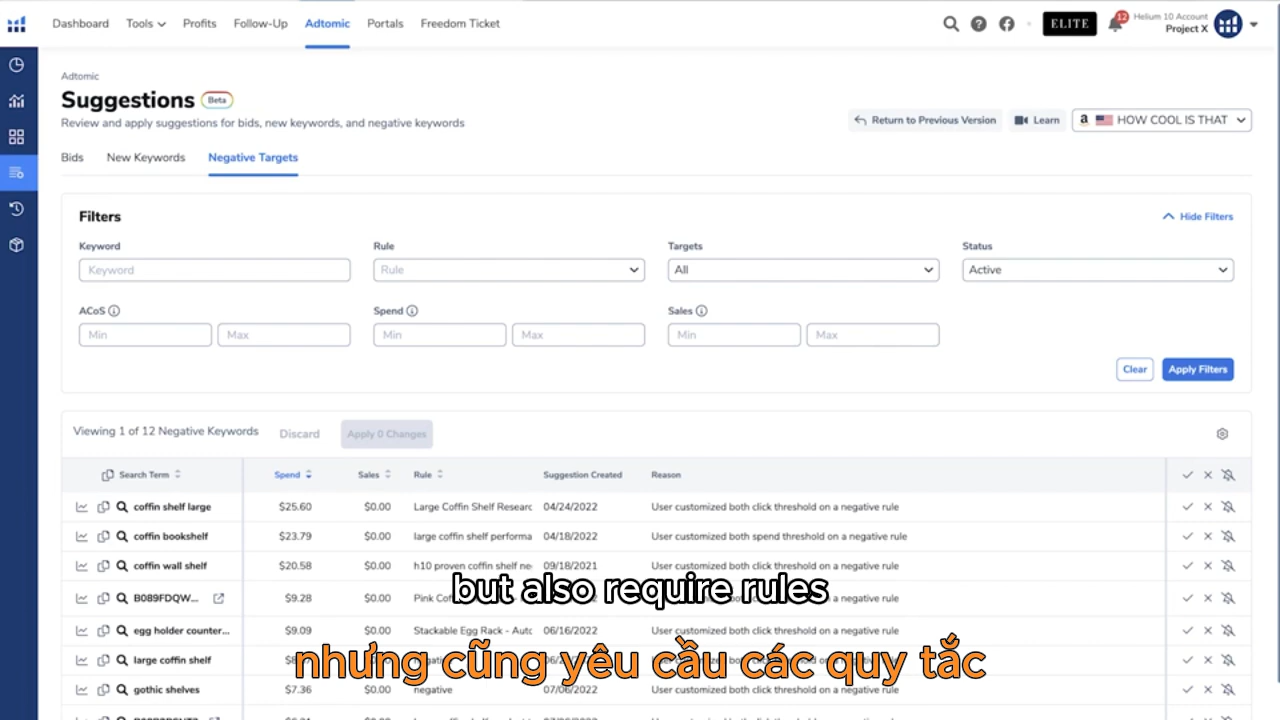 Dashboard Tools Profits Follow-Up Adtomic Portals Freedom Ticket ELITE 12 Helium 10 Account
Project X
Adtomic
Suggestions Beta
Review and apply suggestions for bids, new keywords, and negative keywords
Return to Previous Version Learn a HOW COOL IS THAT
Bids New Keywords Negative Targets
Filters Hide Filters
Keyword Rule Targets Status
Keyword Rule All Active
ACoS Spend Sales
Min Max Min Max Min Max
Clear Apply Filters
Viewing 1 of 12 Negative Keywords Discard Apply 0 Changes
Search Term Spend Sales Rule Suggestion Created Reason
coffin shelf large $25.60 $0.00 Large Coffin Shelf Researc 04/24/2022 User customized both click threshold on a negative rule
coffin bookshelf $23.79 $0.00 large coffin shelf performa 04/18/2022 User customized both spend threshold on a negative rule
coffin wall shelf $20.58 $0.00 h10 proven coffin shelf ne 09/18/2021 User customized both click threshold on a negative rule
B089FDQW... $9.28 $0.00 Pink Co a negative rule
but also require rules
egg holder counter... $9.09 $0.00 Stackable Egg Rack - Auto 06/16/2022 User customized both click threshold on a negative rule
large coffin shelf $0.00 a negative rule
nhưng cũng yêu cầu các quy tắc
gothic shelves $7.36 $0.00 negative 07/06/2022 User customized both click threshold on a negative rule